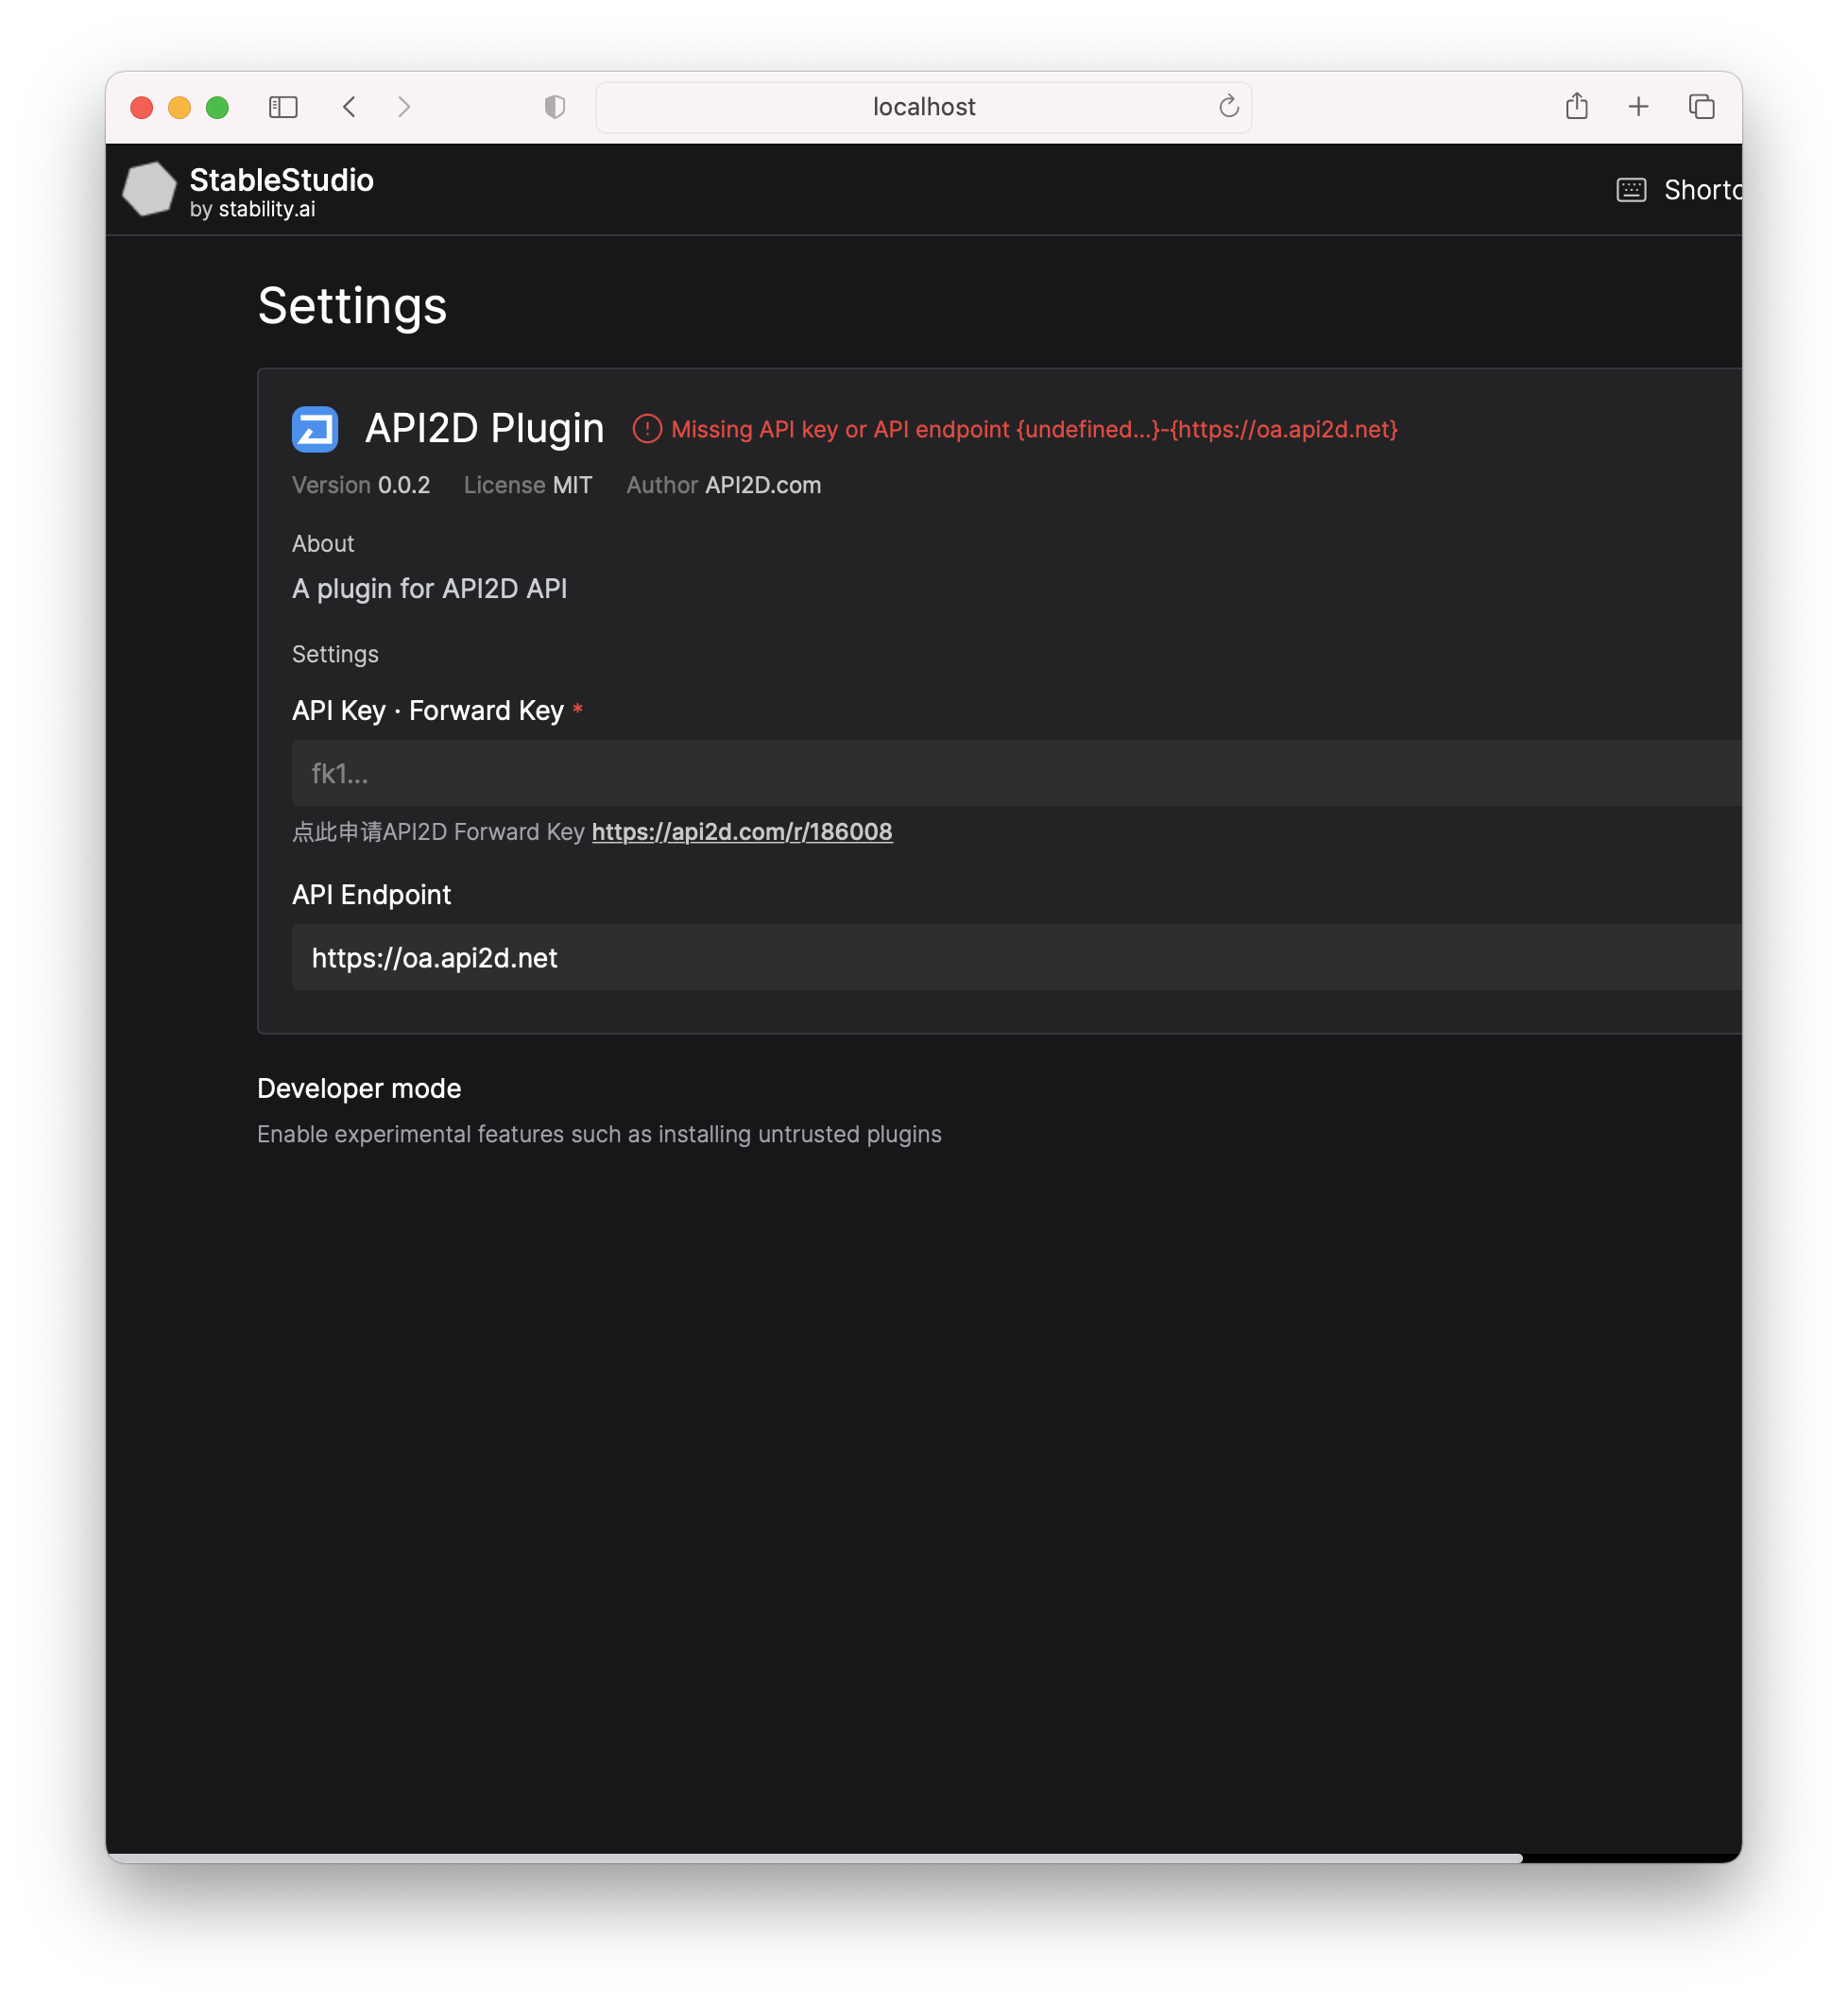 localhost
StableStudio
by stability.ai
Shortc
Settings
API2D Plugin
Missing API key or API endpoint {undefined...}-{https://oa.api2d.net}
Version 0.0.2 License MIT Author API2D.com
About
A plugin for API2D API
Settings
API Key · Forward Key *
fk1...
点此申请API2D Forward Key https://api2d.com/r/186008
API Endpoint
https://oa.api2d.net
Developer mode
Enable experimental features such as installing untrusted plugins